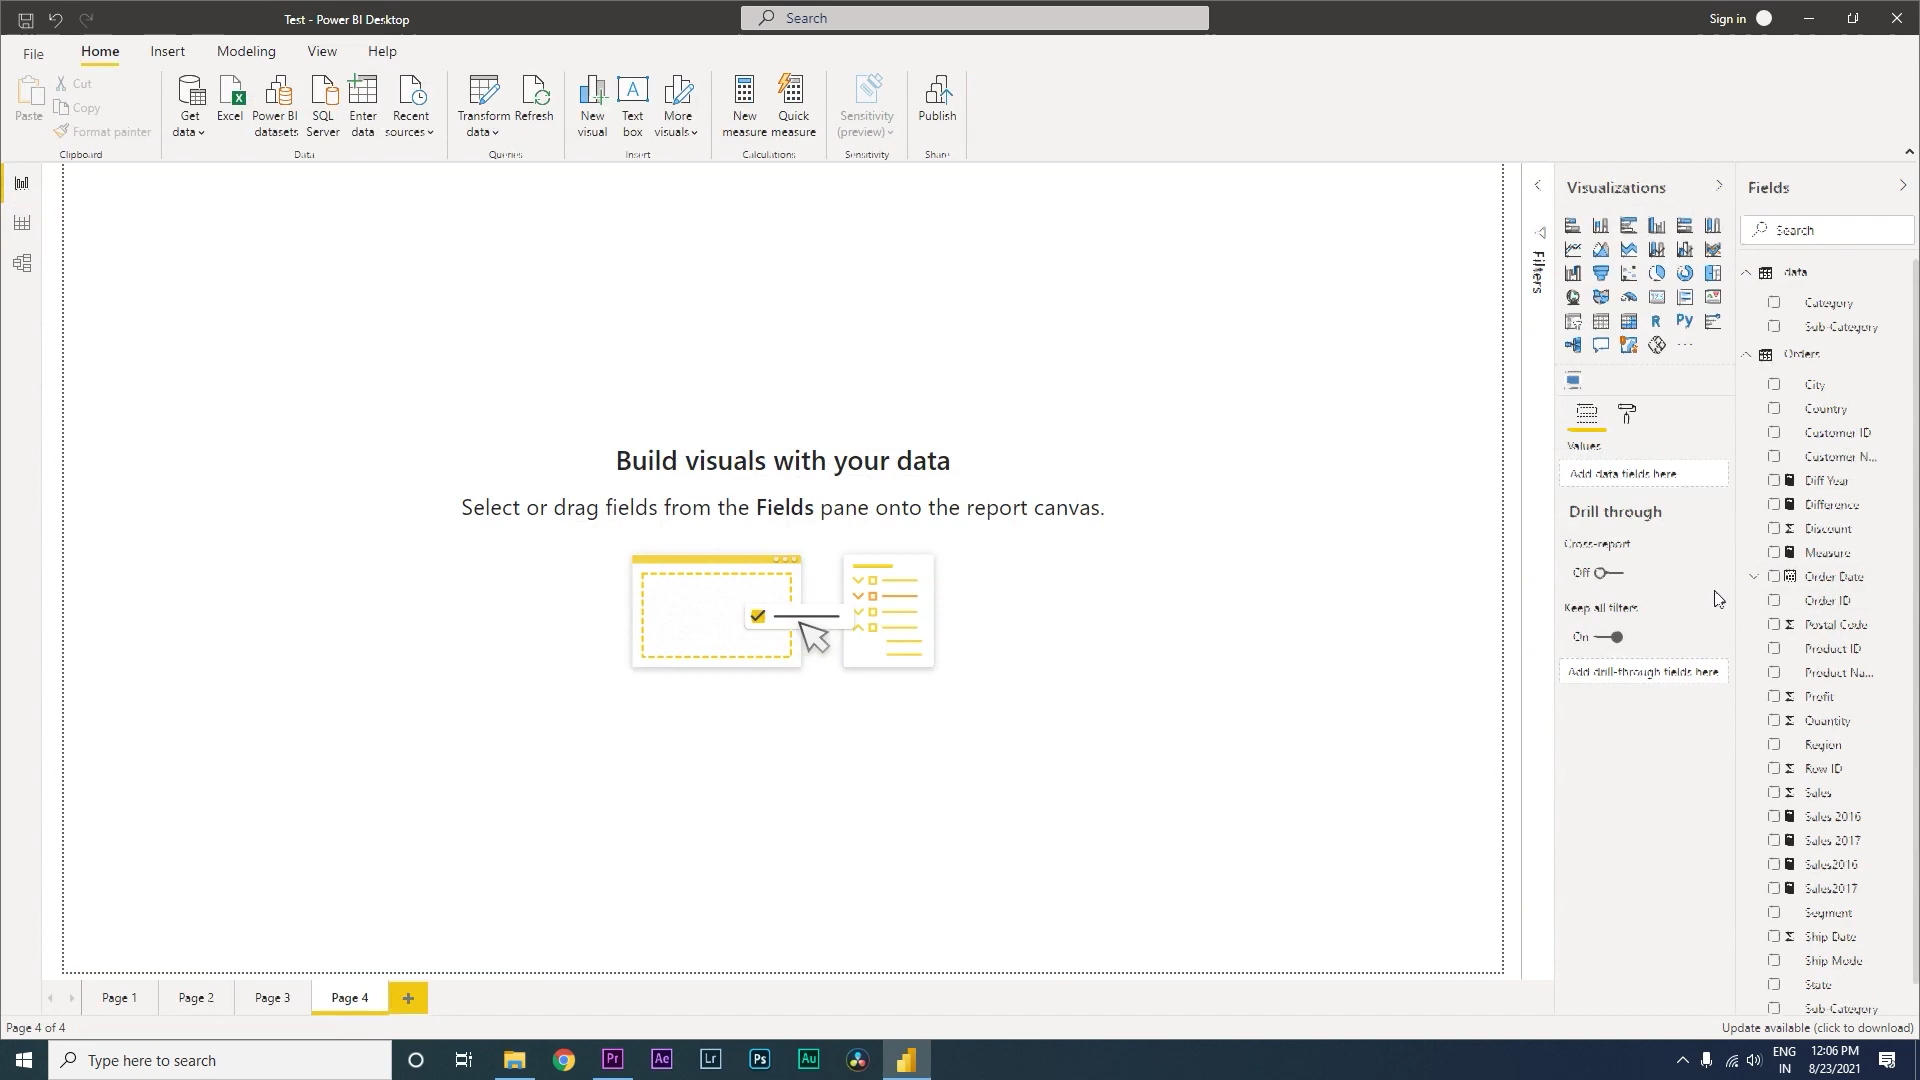 Test - Power BI Desktop
Search
Sign in
File
Home
Insert
Modeling
View
Help
Paste
Cut
Copy
Format painter
Clipboard
Get data
Excel
Power BI datasets
SQL Server
Enter data
Recent sources
Data
Transform data
Refresh
Queries
New visual
Text box
More visuals
Insert
New measure
Quick measure
Calculations
Sensitivity (preview)
Sensitivity
Publish
Share
Build visuals with your data
Select or drag fields from the Fields pane onto the report canvas.
Filters
Visualizations
R
Py
Values
Add data fields here
Drill through
Cross-report
Off
Keep all filters
On
Add drill-through fields here
Fields
Search
data
Category
Sub-Category
Orders
City
Country
Customer ID
Customer N...
Diff Year
Difference
Discount
Measure
Order Date
Order ID
Postal Code
Product ID
Product Na...
Profit
Quantity
Region
Row ID
Sales
Sales 2016
Sales 2017
Sales2016
Sales2017
Segment
Ship Date
Ship Mode
State
Sub-Category
Page 1
Page 2
Page 3
Page 4
Page 4 of 4
Update available (click to download)
Type here to search
Pr
Ae
Lr
Ps
Au
ENG
IN
12:06 PM
8/23/2021